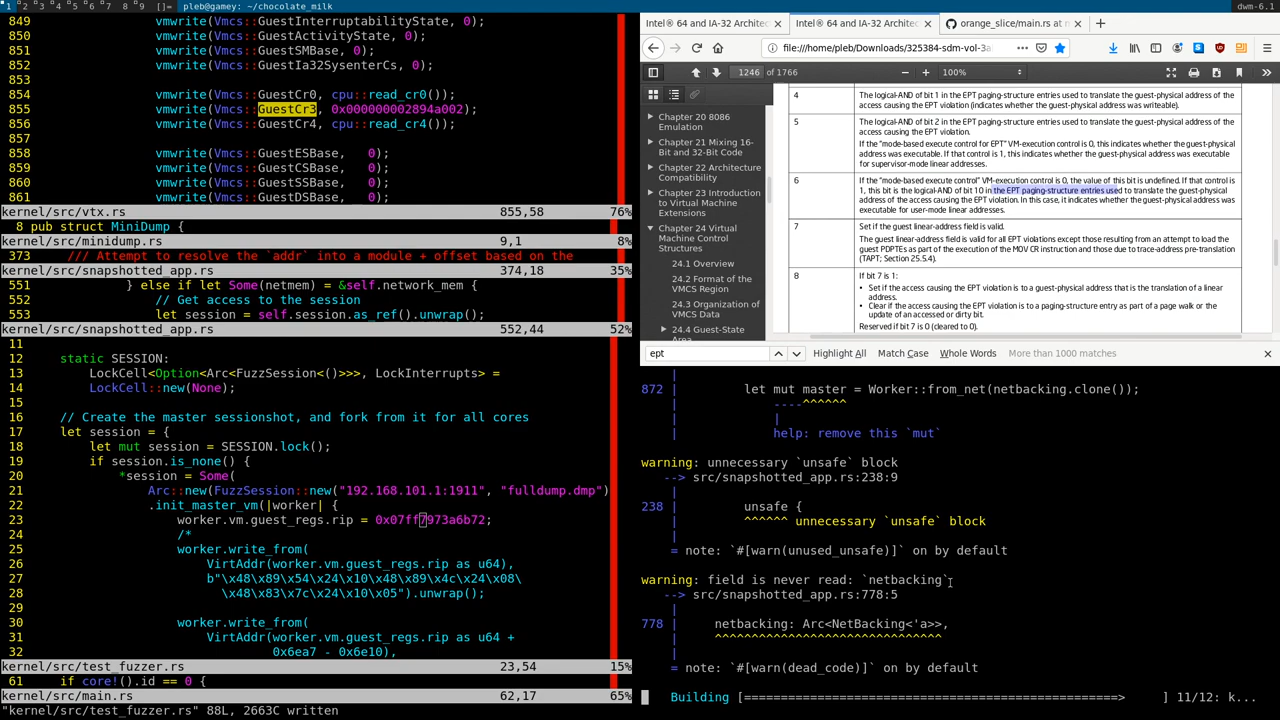 1 2 3 4 5 6 7 8 9 []= pleb@gamey: ~/chocolate_milk
dwm-6.1
849 vmwrite(Vmcs::GuestInterruptabilityState, 0);
850 vmwrite(Vmcs::GuestActivityState, 0);
851 vmwrite(Vmcs::GuestSMBase, 0);
852 vmwrite(Vmcs::GuestIa32SysenterCs, 0);
853
854 vmwrite(Vmcs::GuestCr0, cpu::read_cr0());
855 vmwrite(Vmcs::GuestCr3, 0x000000002894a002);
856 vmwrite(Vmcs::GuestCr4, cpu::read_cr4());
857
858 vmwrite(Vmcs::GuestESBase, 0);
859 vmwrite(Vmcs::GuestCSBase, 0);
860 vmwrite(Vmcs::GuestSSBase, 0);
861 vmwrite(Vmcs::GuestDSBase, 0);
kernel/src/vtx.rs 855,58 76%
8 pub struct MiniDump {
kernel/src/minidump.rs 9,1 8%
373 /// Attempt to resolve the `addr` into a module + offset based on the
kernel/src/snapshotted_app.rs 374,18 35%
551 } else if let Some(netmem) = &self.network_mem {
552 // Get access to the session
553 let session = self.session.as_ref().unwrap();
kernel/src/snapshotted_app.rs 552,44 52%
11
12 static SESSION:
13 LockCell<Option<Arc<FuzzSession<()>>>, LockInterrupts> =
14 LockCell::new(None);
15
16 // Create the master sessionshot, and fork from it for all cores
17 let session = {
18 let mut session = SESSION.lock();
19 if session.is_none() {
20 *session = Some(
21 Arc::new(FuzzSession::new("192.168.101.1:1911", "fulldump.dmp")
22 .init_master_vm(|worker| {
23 worker.vm.guest_regs.rip = 0x07ff7973a6b72;
24 /*
25 worker.write_from(
26 VirtAddr(worker.vm.guest_regs.rip as u64),
27 b"\x48\x89\x54\x24\x10\x48\x89\x4c\x24\x08\
28 \x48\x83\x7c\x24\x10\x05").unwrap();
29
30 worker.write_from(
31 VirtAddr(worker.vm.guest_regs.rip as u64 +
32 0x6ea7 - 0x6e10),
kernel/src/test_fuzzer.rs 23,54 15%
61 if core!().id == 0 {
kernel/src/main.rs 62,17 65%
"kernel/src/test_fuzzer.rs" 88L, 2663C written
Intel® 64 and IA-32 Architec ×
Intel® 64 and IA-32 Architec ×
orange_slice/main.rs at m ×
file:///home/pleb/Downloads/325384-sdm-vol-3a
1246 of 1766
100%
Chapter 20 8086
Emulation
Chapter 21 Mixing 16-
Bit and 32-Bit Code
Chapter 22 Architecture
Compatibility
Chapter 23 Introduction
to Virtual Machine
Extensions
Chapter 24 Virtual
Machine Control
Structures
24.1 Overview
24.2 Format of the
VMCS Region
24.3 Organization of
VMCS Data
24.4 Guest-State
Area
4 The logical-AND of bit 1 in the EPT paging-structure entries used to translate the guest-physical address of the
access causing the EPT violation (indicates whether the guest-physical address was writeable).
5 The logical-AND of bit 2 in the EPT paging-structure entries used to translate the guest-physical address of the
access causing the EPT violation.
If the "mode-based execute control for EPT" VM-execution control is 0, this indicates whether the guest-physical
address was executable. If that control is 1, this indicates whether the guest-physical address was executable
for supervisor-mode linear addresses.
6 If the "mode-based execute control" VM-execution control is 0, the value of this bit is undefined. If that control is
1, this bit is the logical-AND of bit 10 in the EPT paging-structure entries used to translate the guest-physical
address of the access causing the EPT violation. In this case, it indicates whether the guest-physical address was
executable for user-mode linear addresses.
7 Set if the guest linear-address field is valid.
The guest linear-address field is valid for all EPT violations except those resulting from an attempt to load the
guest PDPTEs as part of the execution of the MOV CR instruction and those due to trace-address pre-translation
(TAPT; Section 25.5.4).
8 If bit 7 is 1:
• Set if the access causing the EPT violation is to a guest-physical address that is the translation of a linear
address.
• Clear if the access causing the EPT violation is to a paging-structure entry as part of a page walk or the
update of an accessed or dirty bit.
Reserved if bit 7 is 0 (cleared to 0).
ept
Highlight All Match Case Whole Words More than 1000 matches
|
872 | let mut master = Worker::from_net(netbacking.clone());
| ----^^^^^^
| |
| help: remove this `mut`
warning: unnecessary `unsafe` block
--> src/snapshotted_app.rs:238:9
|
238 | unsafe {
| ^^^^^^ unnecessary `unsafe` block
|
= note: `#[warn(unused_unsafe)]` on by default
warning: field is never read: `netbacking`
--> src/snapshotted_app.rs:778:5
|
778 | netbacking: Arc<NetBacking<'a>>,
| ^^^^^^^^^^^^^^^^^^^^^^^^^^^^^^^
|
= note: `#[warn(dead_code)]` on by default
Building [===================================================> ] 11/12: k...